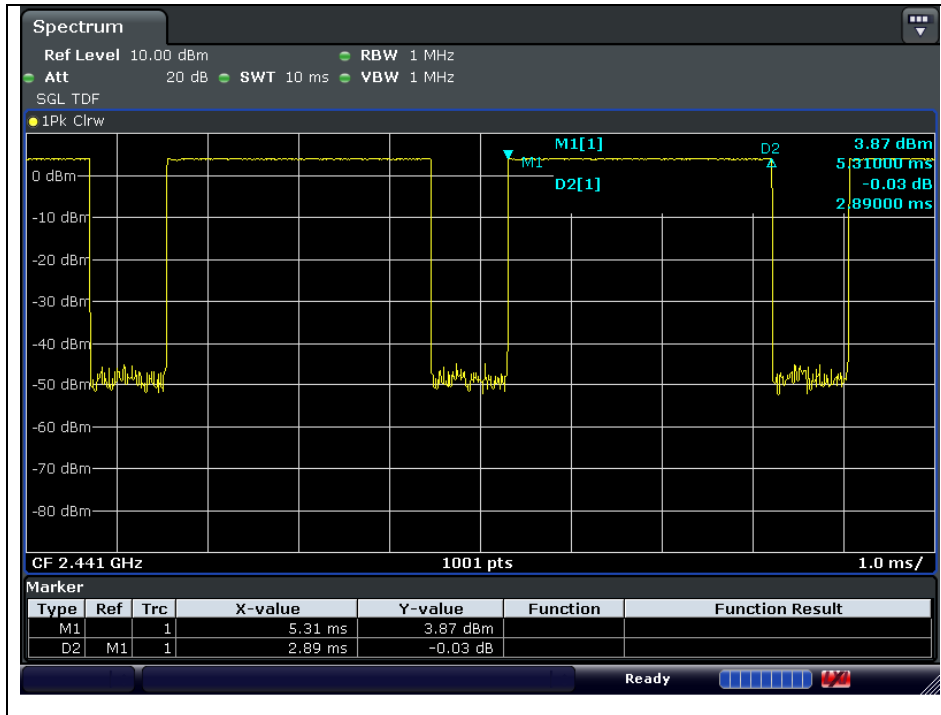 Spectrum
Ref Level 10.00 dBm RBW 1 MHz
Att 20 dB SWT 10 ms VBW 1 MHz
SGL TDF
1Pk Clrw
M1[1] 3.87 dBm
5.31000 ms
D2[1] -0.03 dB
2.89000 ms
M1
D2
0 dBm
-10 dBm
-20 dBm
-30 dBm
-40 dBm
-50 dBm
-60 dBm
-70 dBm
-80 dBm
CF 2.441 GHz 1001 pts 1.0 ms/
Marker
Type Ref Trc X-value Y-value Function Function Result
M1 1 5.31 ms 3.87 dBm
D2 M1 1 2.89 ms -0.03 dB
Ready